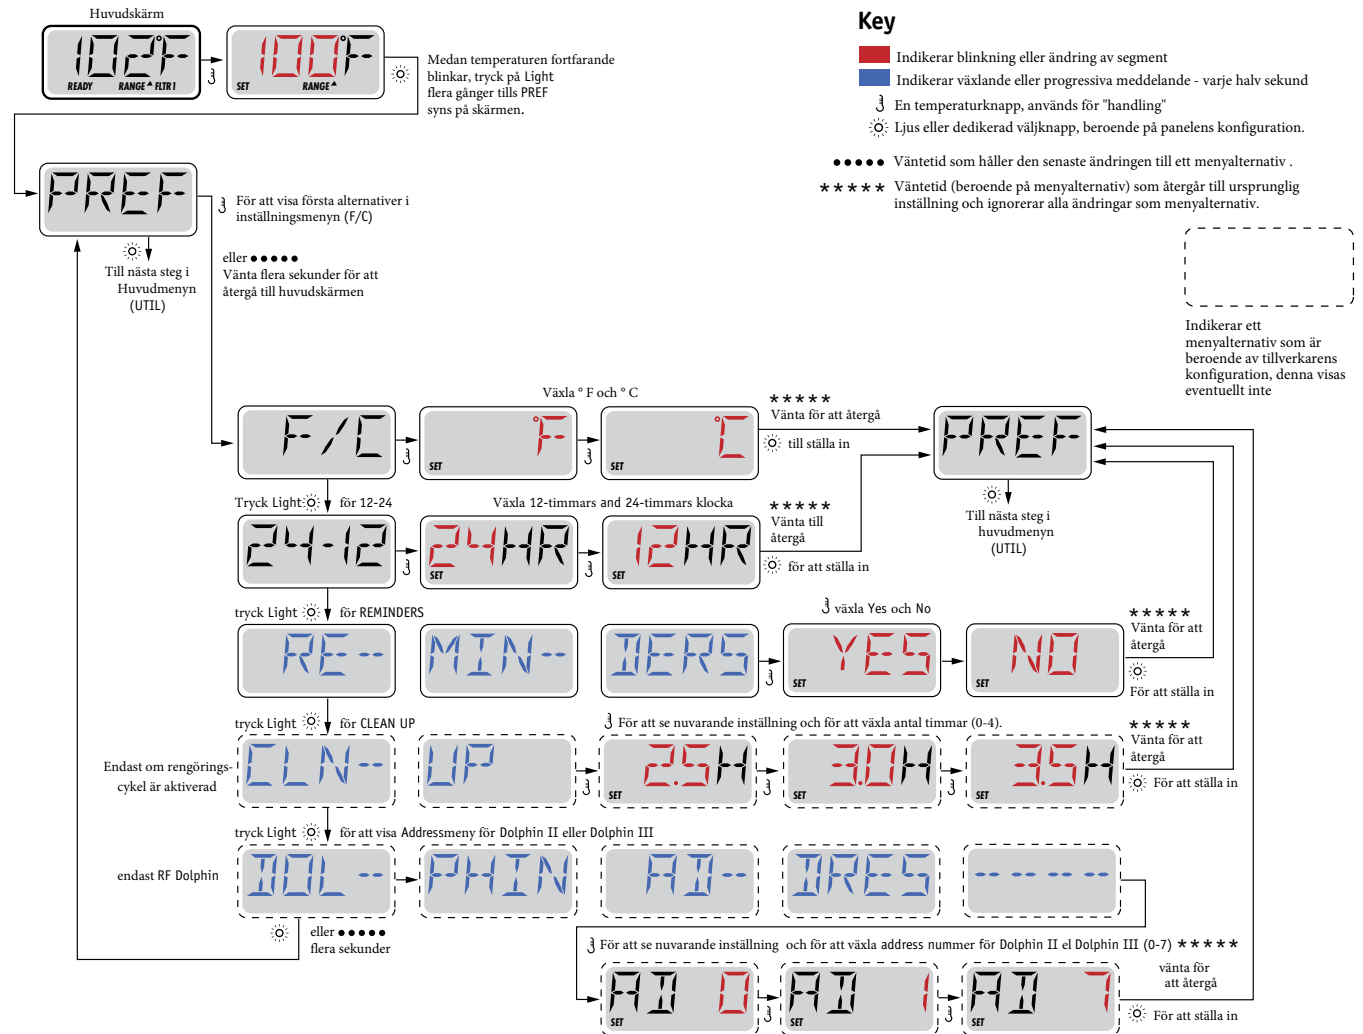 Huvudskärm
102°F
READY RANGE FLTR1
100°F
SET RANGE
Medan temperaturen fortfarande
blinkar, tryck på Light
flera gånger tills PREF
syns på skärmen.
Key
Indikerar blinkning eller ändring av segment
Indikerar växlande eller progressiva meddelande - varje halv sekund
En temperaturknapp, används för "handling"
Ljus eller dedikerad väljknapp, beroende på panelens konfiguration.
●●●●● Väntetid som håller den senaste ändringen till ett menyalternativ .
***** Väntetid (beroende på menyalternativ) som återgår till ursprunglig
inställning och ignorerar alla ändringar som menyalternativ.
Indikerar ett
menyalternativ som är
beroende av tillverkarens
konfiguration, denna visas
eventuellt inte
PREF
För att visa första alternativer i
inställningsmenyn (F/C)
eller ●●●●●
Vänta flera sekunder för att
återgå till huvudskärmen
Till nästa steg i
Huvudmenyn
(UTIL)
Växla º F och º C
F/C
°F
SET
°C
SET
*****
Vänta för att återgå
till ställa in
PREF
Till nästa steg i
huvudmenyn
(UTIL)
Tryck Light för 12-24
Växla 12-timmars and 24-timmars klocka
24-12
24HR
SET
12HR
SET
*****
Vänta till
återgå
för att ställa in
tryck Light för REMINDERS
växla Yes och No
RE-- MIN-- DERS
YES
SET
NO
SET
*****
Vänta för att
återgå
För att ställa in
tryck Light för CLEAN UP
För att se nuvarande inställning och för att växla antal timmar (0-4).
Endast om rengörings-
cykel är aktiverad
CLN-- UP
2.5H
SET
3.0H
SET
3.5H
SET
*****
Vänta för att
återgå
För att ställa in
tryck Light för att visa Addressmeny för Dolphin II eller Dolphin III
endast RF Dolphin
DOL-- PHIN AD-- DRES -----
eller ●●●●●
flera sekunder
För att se nuvarande inställning och för att växla address nummer för Dolphin II el Dolphin III (0-7) *****
AD 0
SET
AD 1
SET
AD 7
SET
vänta för
att återgå
För att ställa in